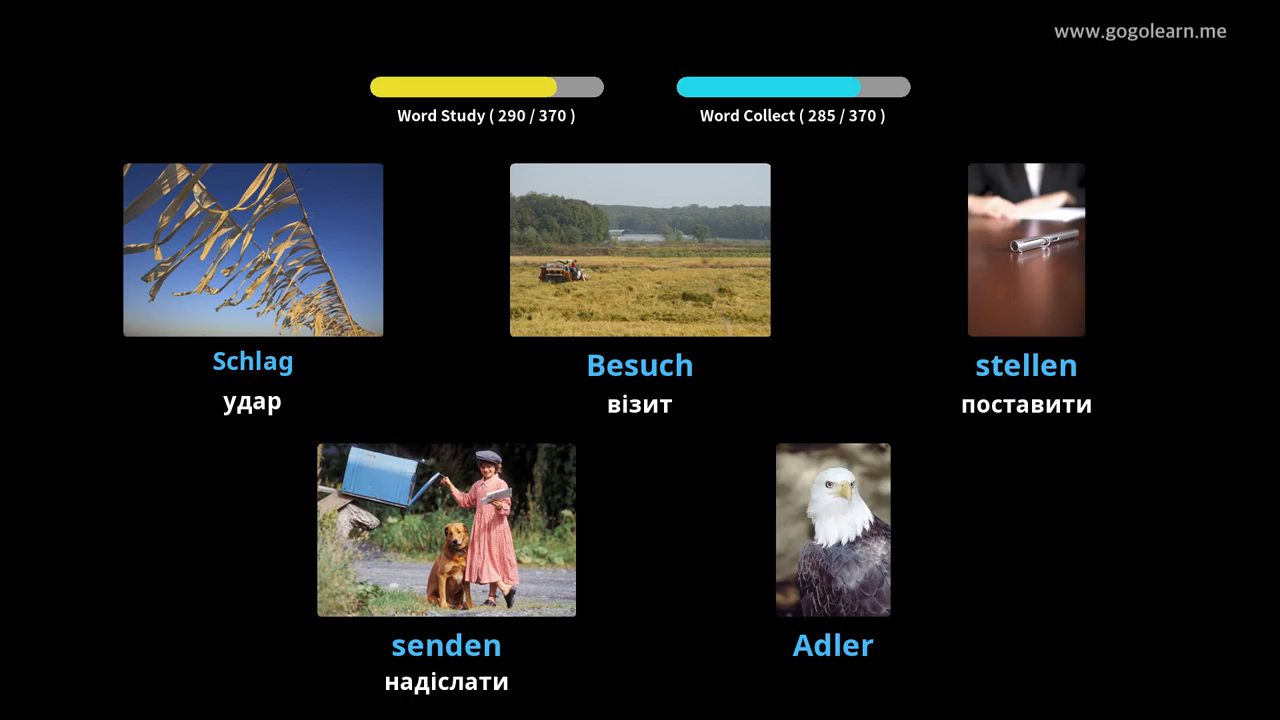 www.gogolearn.me
Word Study ( 290 / 370 )
Word Collect ( 285 / 370 )
Schlag
удар
Besuch
візит
stellen
поставити
senden
надіслати
Adler